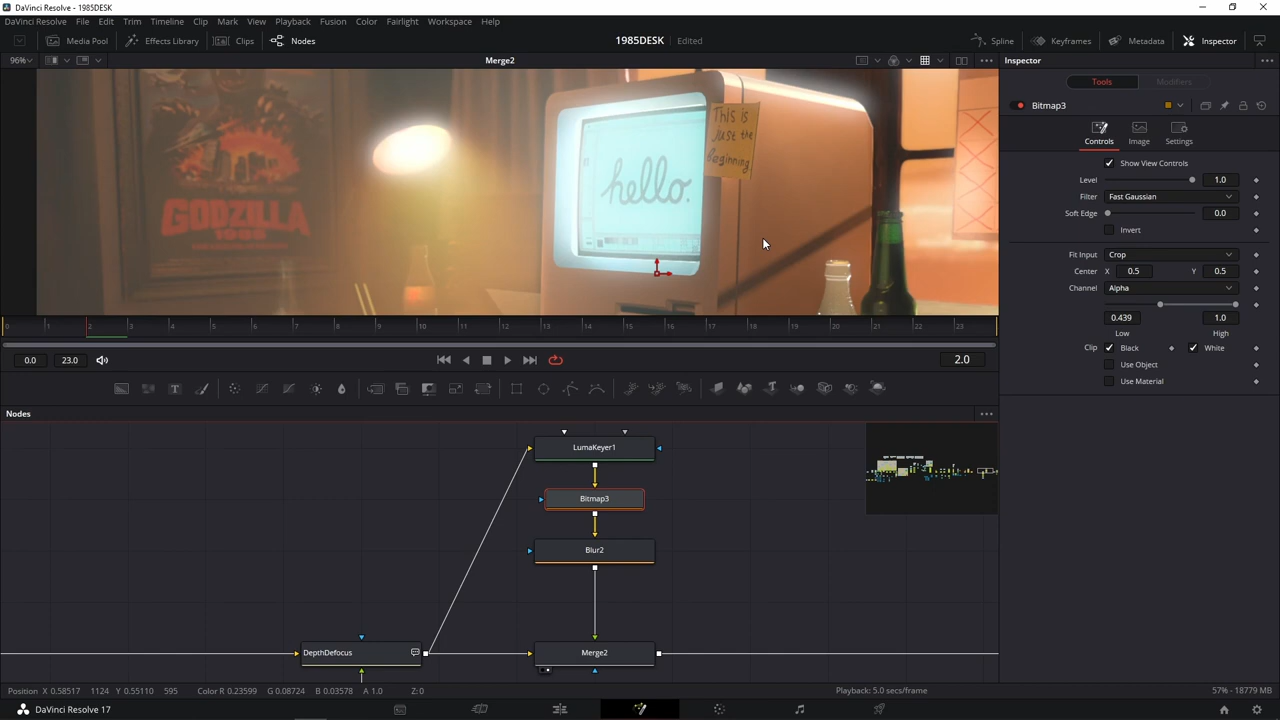 DaVinci Resolve - 1985DESK
DaVinci Resolve File Edit Trim Timeline Clip Mark View Playback Fusion Color Fairlight Workspace Help
Media Pool Effects Library Clips Nodes 1985DESK Edited Spline Keyframes Metadata Inspector
96% Merge2 Inspector
Tools Modifiers
Bitmap3
Controls Image Settings
Show View Controls
Level 1.0
Filter Fast Gaussian
Soft Edge 0.0
Invert
Fit Input Crop
Center X 0.5 Y 0.5
Channel Alpha
0.439 1.0
Low High
Clip Black White
Use Object
Use Material
GODZILLA
hello.
This is
just the
Beginning
0 1 2 3 4 5 6 7 8 9 10 11 12 13 14 15 16 17 18 19 20 21 22 23
0.0 23.0 2.0
Nodes
LumaKeyer1
Bitmap3
Blur2
DepthDefocus
Merge2
Position X 0.58517 1124 Y 0.55110 595 Color R 0.23599 G 0.08724 B 0.03578 A 1.0 Z: 0 Playback: 5.0 secs/frame 57% - 18779 MB
DaVinci Resolve 17